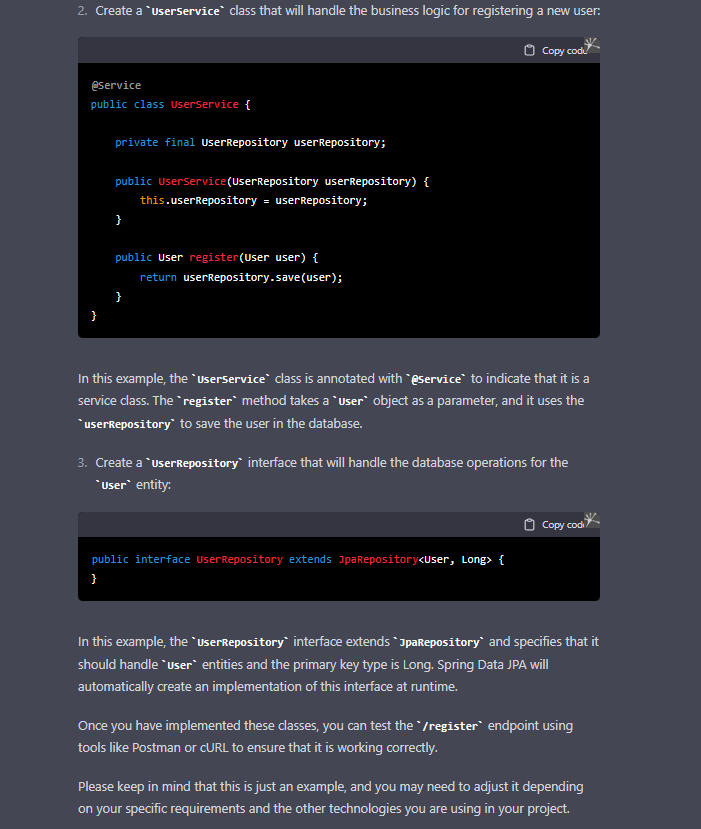 2. Create a `UserService` class that will handle the business logic for registering a new user:
Copy code
@Service
public class UserService {
private final UserRepository userRepository;
public UserService(UserRepository userRepository) {
this.userRepository = userRepository;
}
public User register(User user) {
return userRepository.save(user);
}
}
In this example, the `UserService` class is annotated with `@Service` to indicate that it is a
service class. The `register` method takes a `User` object as a parameter, and it uses the
`userRepository` to save the user in the database.
3. Create a `UserRepository` interface that will handle the database operations for the
`User` entity:
Copy code
public interface UserRepository extends JpaRepository<User, Long> {
}
In this example, the `UserRepository` interface extends `JpaRepository` and specifies that it
should handle `User` entities and the primary key type is Long. Spring Data JPA will
automatically create an implementation of this interface at runtime.
Once you have implemented these classes, you can test the `/register` endpoint using
tools like Postman or cURL to ensure that it is working correctly.
Please keep in mind that this is just an example, and you may need to adjust it depending
on your specific requirements and the other technologies you are using in your project.